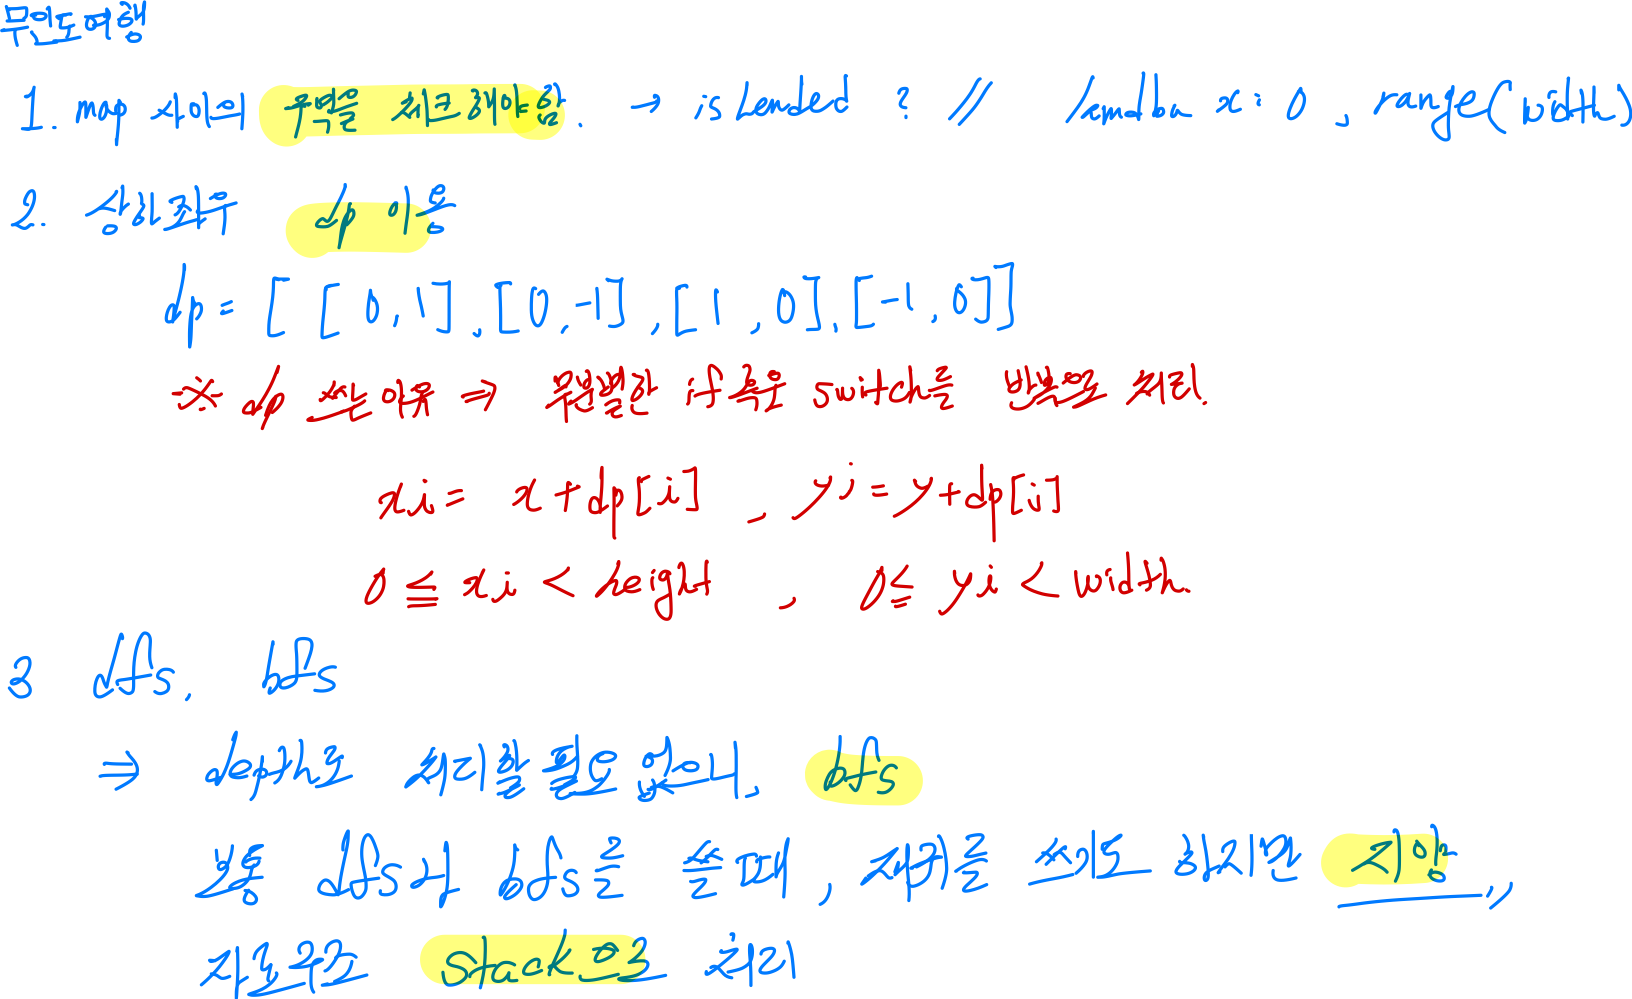 무인도여행
1. map 사이의 구역을 체크해야함. → is Landed ? // lamdba x: 0 , range(width)
2. 상하좌우 dp 이용
dp = [ [ 0, 1], [0, -1], [1, 0], [-1, 0]]
※ dp 쓰는 이유 ⇒ 무분별한 if 혹은 switch를 반복으로 처리.
xi = x + dp[i] , yj = y + dp[j]
0 ≦ xi < height , 0 ≦ yi < width.
3 dfs, bfs
⇒ depth로 처리할 필요 없으니, bfs
보통 dfs랑 bfs를 쓸 때, 재귀를 쓰기도 하지만 지양,,
자료구조 stack으로 처리